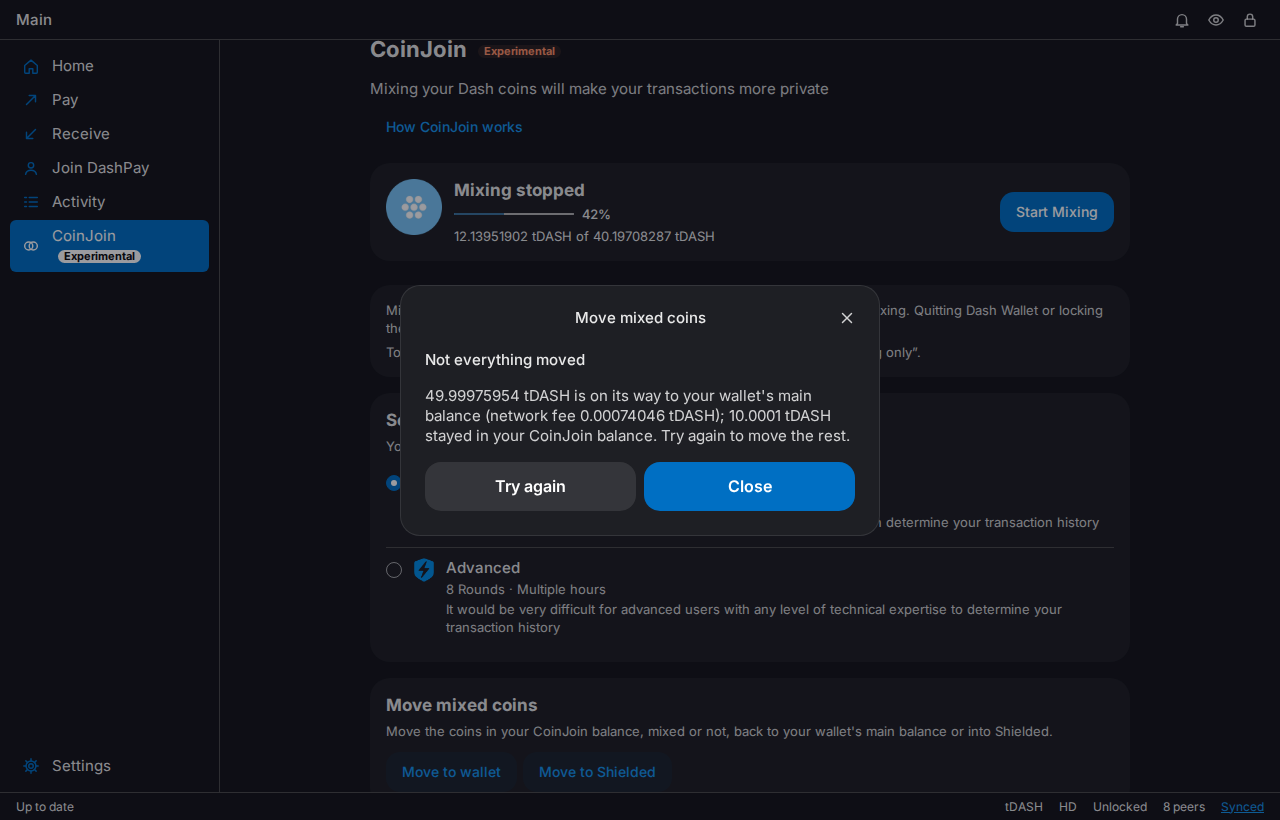 Main
Home
Pay
Receive
Join DashPay
Activity
CoinJoin
Experimental
Settings
CoinJoin Experimental
Mixing your Dash coins will make your transactions more private
How CoinJoin works
Mixing stopped
42%
12.13951902 tDASH of 40.19708287 tDASH
Start Mixing
xing. Quitting Dash Wallet or locking
only”.
Move mixed coins
Not everything moved
49.99975954 tDASH is on its way to your wallet's main
balance (network fee 0.00074046 tDASH); 10.0001 tDASH
stayed in your CoinJoin balance. Try again to move the rest.
Try again
Close
determine your transaction history
Advanced
8 Rounds · Multiple hours
It would be very difficult for advanced users with any level of technical expertise to determine your
transaction history
Move mixed coins
Move the coins in your CoinJoin balance, mixed or not, back to your wallet's main balance or into Shielded.
Move to wallet
Move to Shielded
Up to date
tDASH
HD
Unlocked
8 peers
Synced